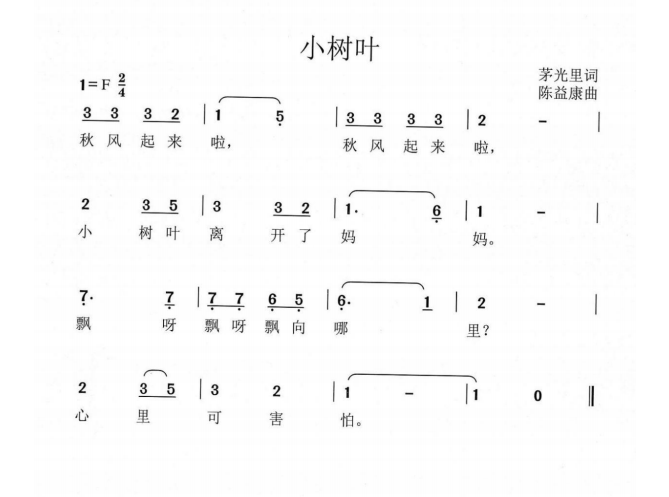 小树叶
1=F 2/4
茅光里词
陈益康曲
3 3 3 2 | 1 5 | 3 3 3 3 | 2 – |
秋风起来 啦， 秋风起来 啦，
2 3 5 | 3 3 2 | 1· 6 | 1 – |
小 树叶 离 开了 妈 妈。
7· 7 | 7 7 6 5 | 6· 1 | 2 – |
飘 呀 飘呀飘向 哪 里？
2 3 5 | 3 2 | 1 – | 1 0 ‖
心 里 可 害 怕。